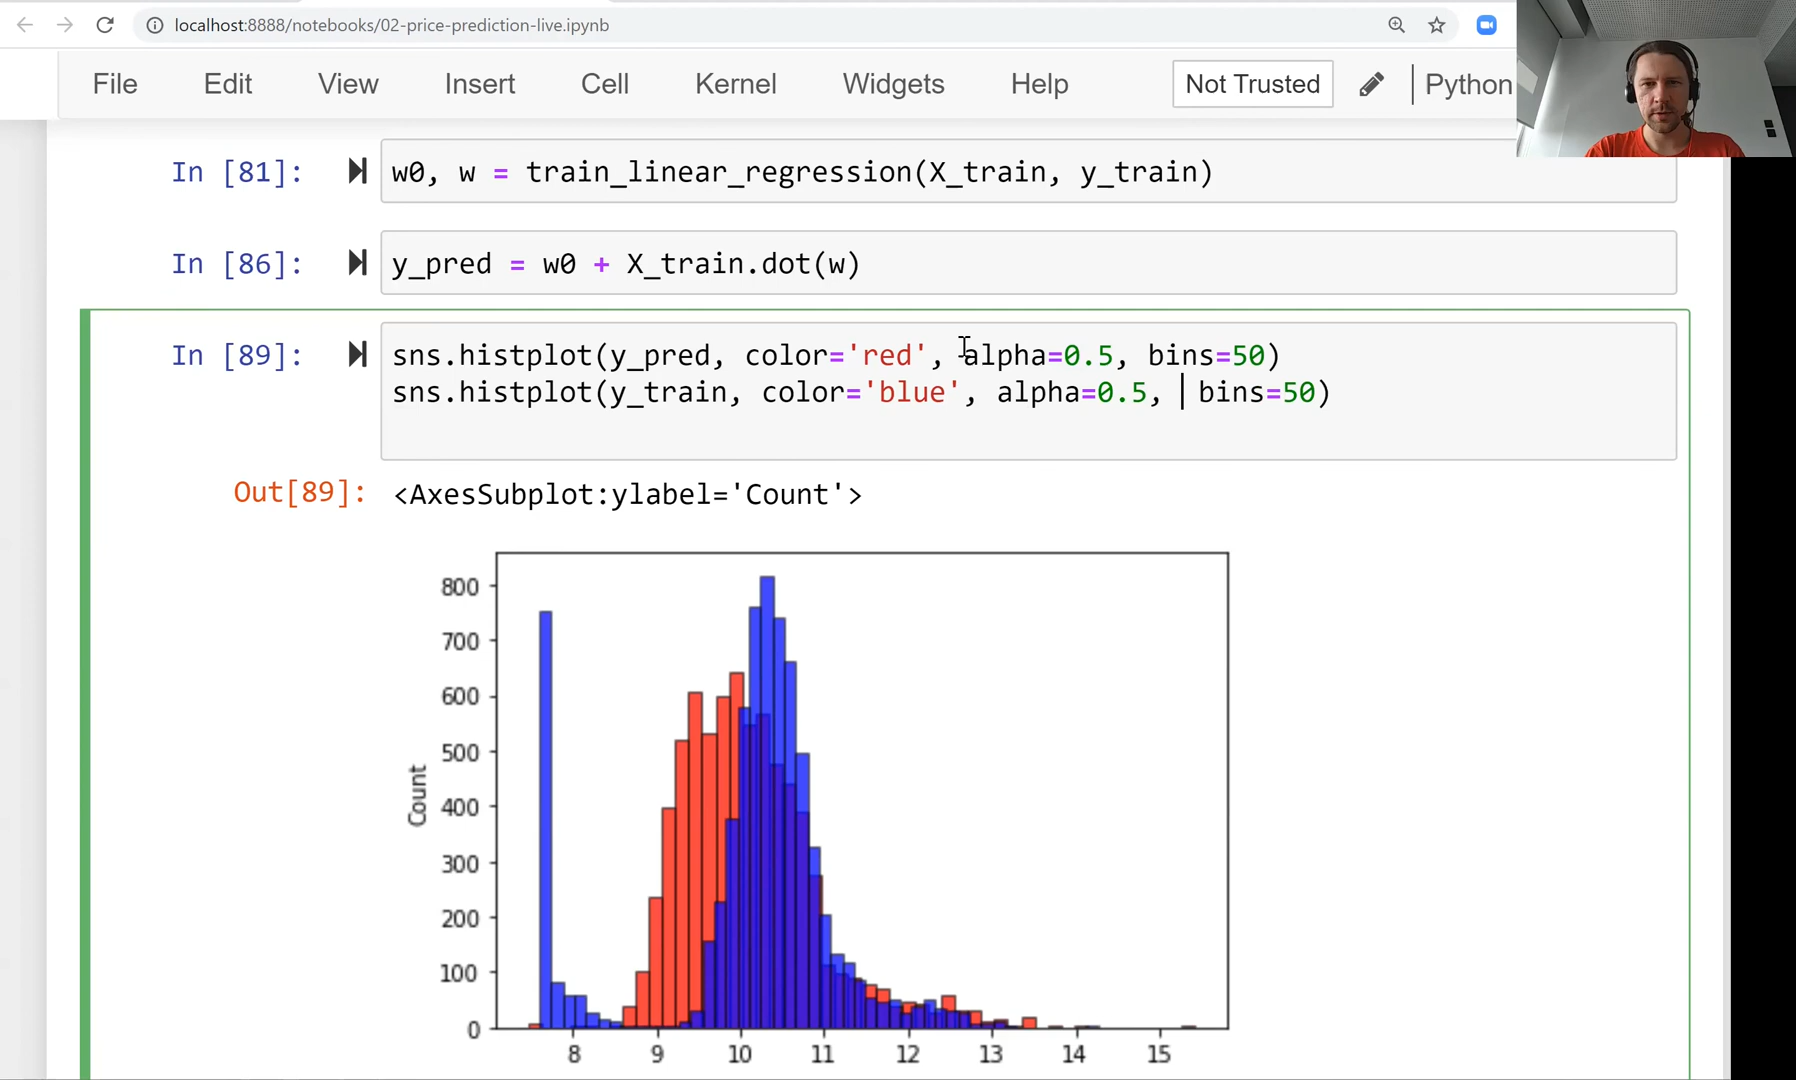 localhost:8888/notebooks/02-price-prediction-live.ipynb
File Edit View Insert Cell Kernel Widgets Help Not Trusted Python
In [81]: w0, w = train_linear_regression(X_train, y_train)
In [86]: y_pred = w0 + X_train.dot(w)
In [89]: sns.histplot(y_pred, color='red', alpha=0.5, bins=50)
sns.histplot(y_train, color='blue', alpha=0.5, bins=50)
Out[89]: <AxesSubplot:ylabel='Count'>
800
700
600
500
400
300
200
100
0
Count
8 9 10 11 12 13 14 15